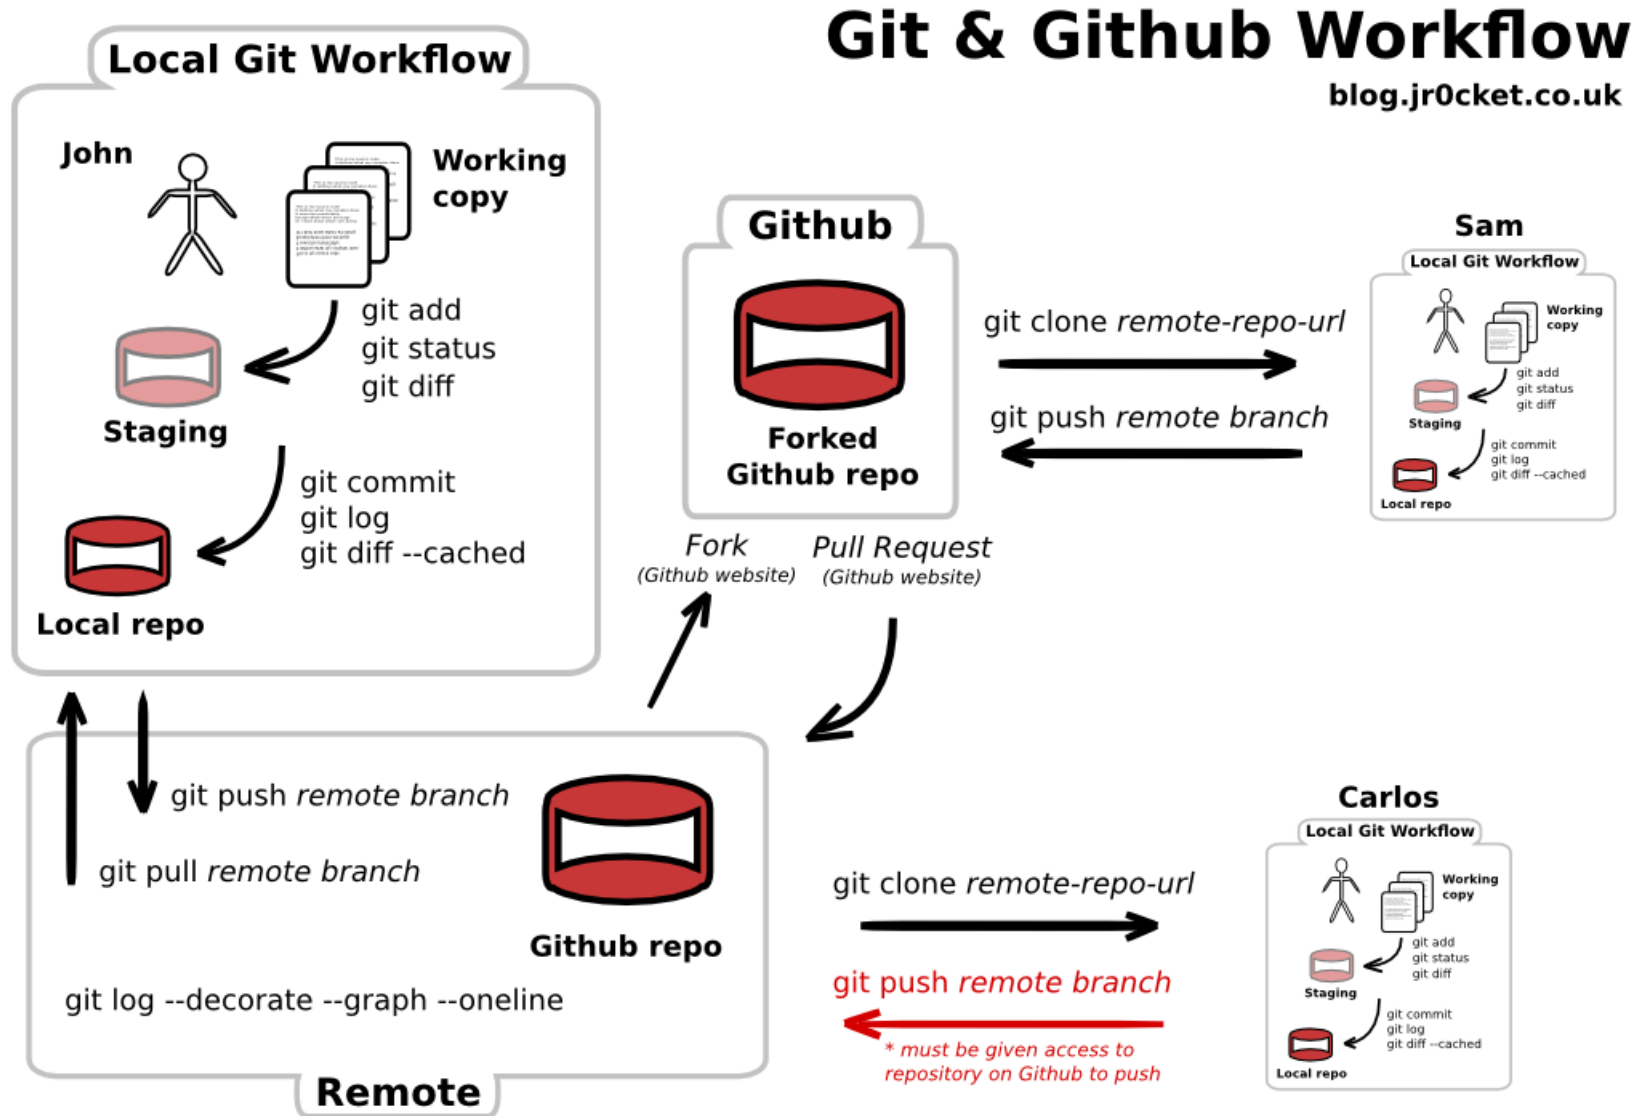 Git & Github Workflow
blog.jr0cket.co.uk
Local Git Workflow
John
Working
copy
git add
git status
git diff
Staging
git commit
git log
git diff --cached
Local repo
Github
Forked
Github repo
git clone remote-repo-url
git push remote branch
Sam
Local Git Workflow
Working
copy
git add
git status
git diff
Staging
git commit
git log
git diff --cached
Local repo
Fork
(Github website)
Pull Request
(Github website)
git push remote branch
git pull remote branch
Github repo
git log --decorate --graph --oneline
Remote
git clone remote-repo-url
git push remote branch
* must be given access to
repository on Github to push
Carlos
Local Git Workflow
Working
copy
git add
git status
git diff
Staging
git commit
git log
git diff --cached
Local repo